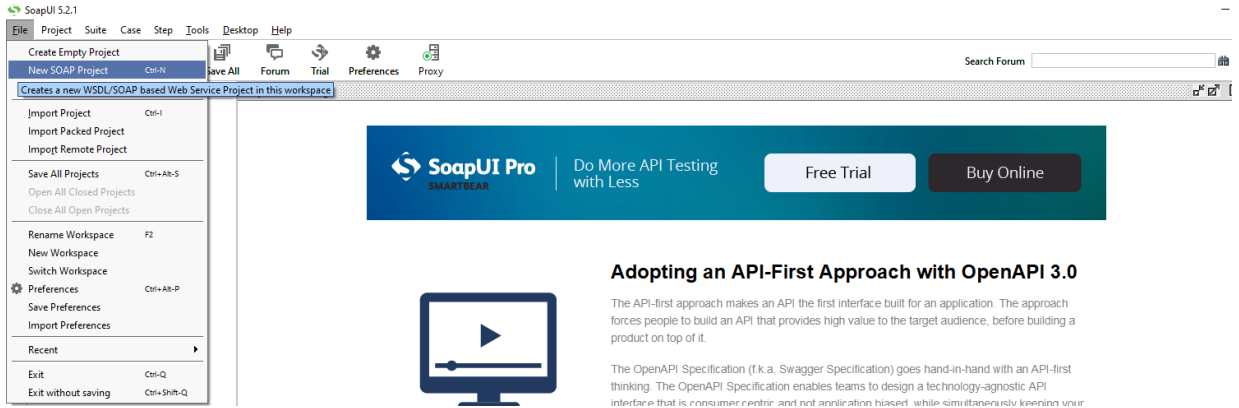 SoapUI 5.2.1
File Project Suite Case Step Tools Desktop Help
Create Empty Project
New SOAP Project Ctrl-N
Save All Forum Trial Preferences Proxy
Search Forum
Creates a new WSDL/SOAP based Web Service Project in this workspace
Import Project Ctrl-I
Import Packed Project
Import Remote Project
Save All Projects Ctrl+Alt-S
Open All Closed Projects
Close All Open Projects
Rename Workspace F2
New Workspace
Switch Workspace
Preferences Ctrl+Alt-P
Save Preferences
Import Preferences
Recent
Exit Ctrl-Q
Exit without saving Ctrl+Shift-Q
SoapUI Pro
SMARTBEAR
Do More API Testing
with Less
Free Trial
Buy Online
Adopting an API-First Approach with OpenAPI 3.0
The API-first approach makes an API the first interface built for an application. The approach
forces people to build an API that provides high value to the target audience, before building a
product on top of it.
The OpenAPI Specification (f.k.a. Swagger Specification) goes hand-in-hand with an API-first
thinking. The OpenAPI Specification enables teams to design a technology-agnostic API
interface that is consumer centric and not application biased, while simultaneously keeping your